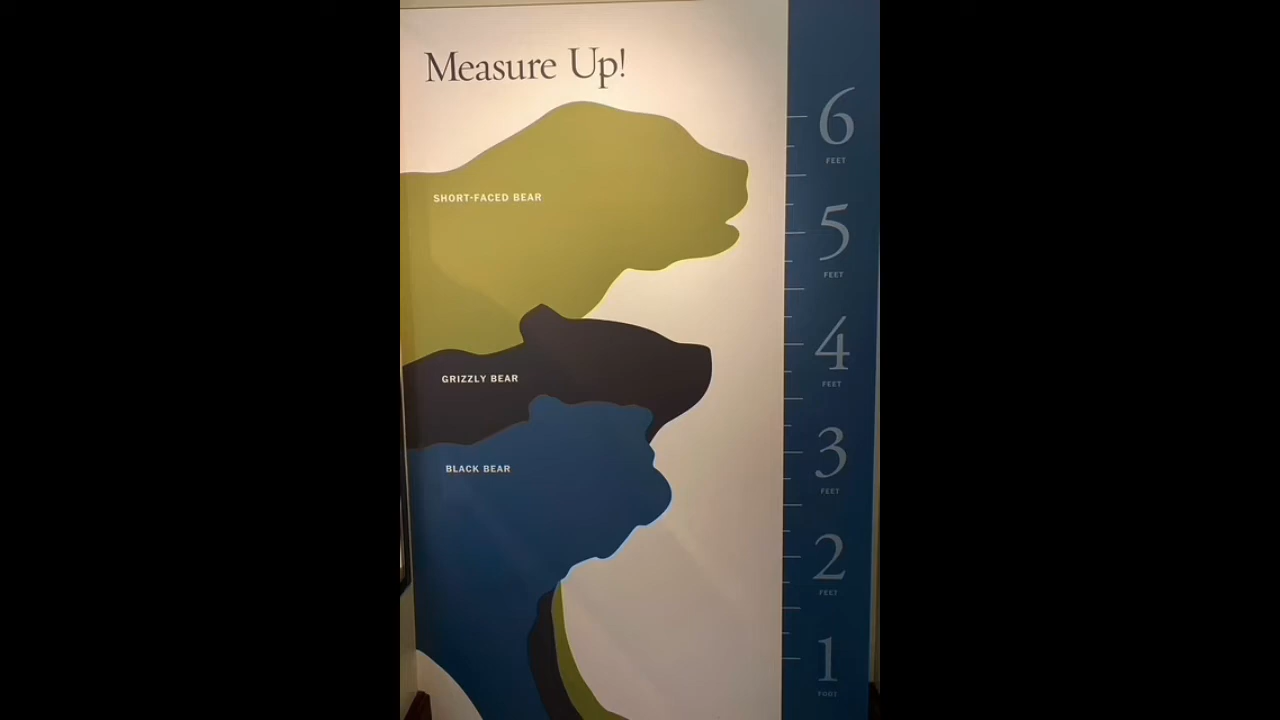 Measure Up!
SHORT-FACED BEAR
GRIZZLY BEAR
BLACK BEAR
6
FEET
5
FEET
4
FEET
3
FEET
2
FEET
1
FOOT